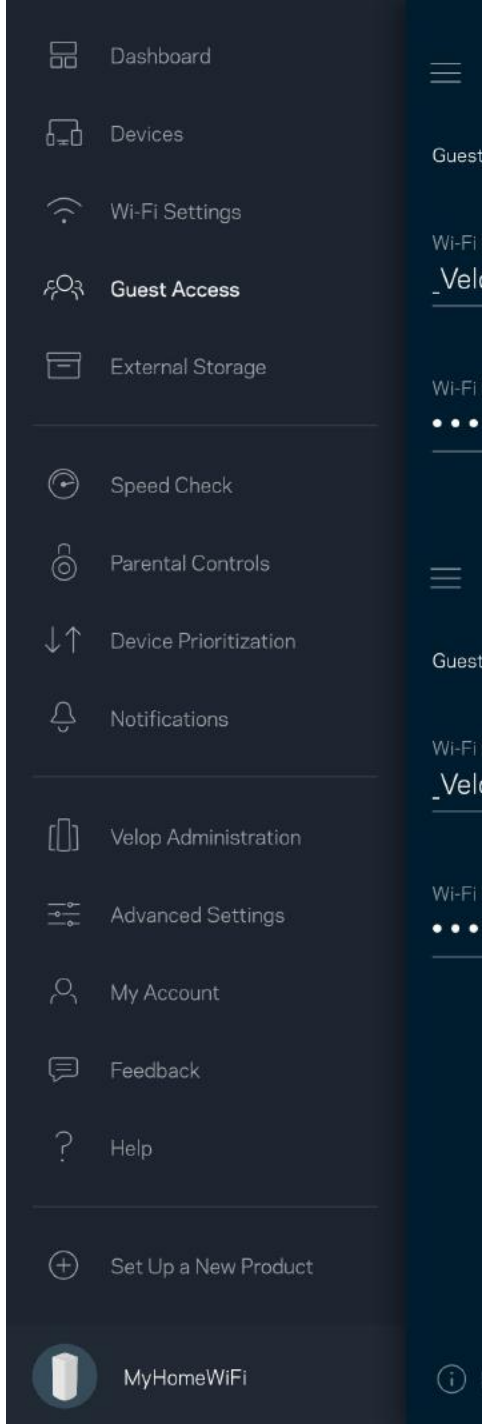 Dashboard
Devices
Wi-Fi Settings
Guest Access
External Storage
Speed Check
Parental Controls
Device Prioritization
Notifications
Velop Administration
Advanced Settings
My Account
Feedback
? Help
Set Up a New Product
MyHomeWiFi
Guest
Wi-Fi
_Velo
Wi-Fi
Guest
Wi-Fi
_Velo
Wi-Fi